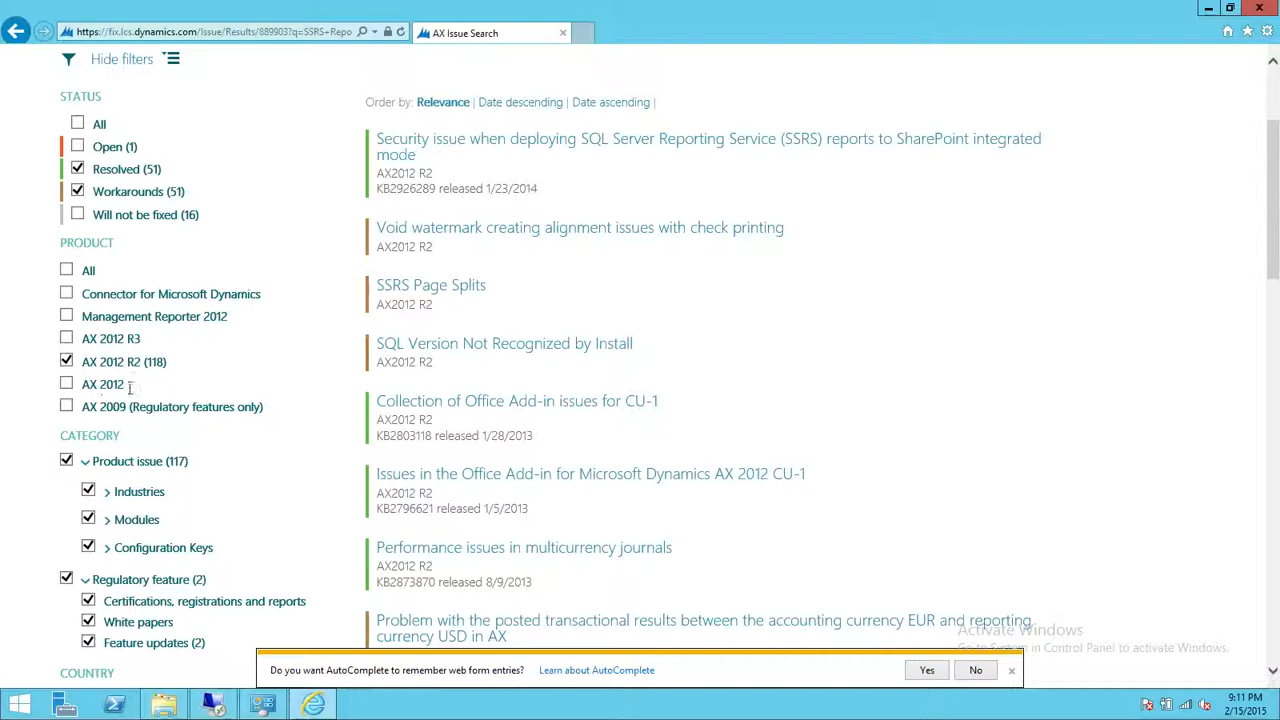 https://fix.lcs.dynamics.com/Issue/Results/889903?q=SSRS+Repo
AX Issue Search
Hide filters
STATUS
All
Open (1)
Resolved (51)
Workarounds (51)
Will not be fixed (16)
PRODUCT
All
Connector for Microsoft Dynamics
Management Reporter 2012
AX 2012 R3
AX 2012 R2 (118)
AX 2012
AX 2009 (Regulatory features only)
CATEGORY
Product issue (117)
Industries
Modules
Configuration Keys
Regulatory feature (2)
Certifications, registrations and reports
White papers
Feature updates (2)
COUNTRY
Order by: Relevance | Date descending | Date ascending |
Security issue when deploying SQL Server Reporting Service (SSRS) reports to SharePoint integrated
mode
AX2012 R2
KB2926289 released 1/23/2014
Void watermark creating alignment issues with check printing
AX2012 R2
SSRS Page Splits
AX2012 R2
SQL Version Not Recognized by Install
AX2012 R2
Collection of Office Add-in issues for CU-1
AX2012 R2
KB2803118 released 1/28/2013
Issues in the Office Add-in for Microsoft Dynamics AX 2012 CU-1
AX2012 R2
KB2796621 released 1/5/2013
Performance issues in multicurrency journals
AX2012 R2
KB2873870 released 8/9/2013
Problem with the posted transactional results between the accounting currency EUR and reporting
currency USD in AX
Activate Windows
Go to System in Control Panel to activate Windows.
Do you want AutoComplete to remember web form entries? Learn about AutoComplete Yes No
9:11 PM
2/15/2015